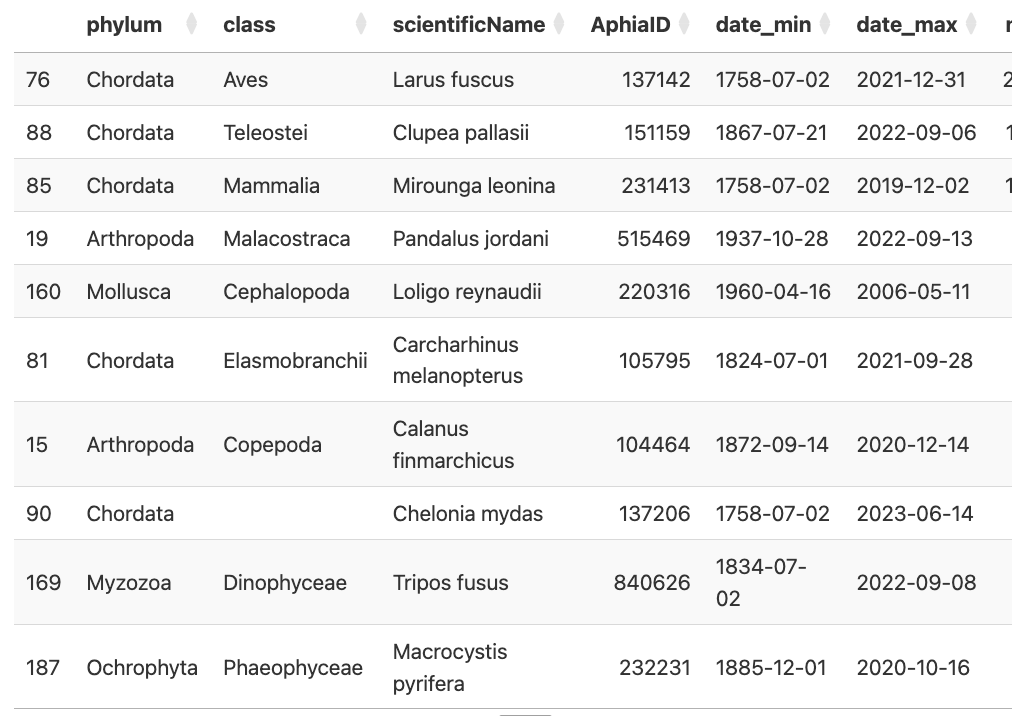 phylum class scientificName AphiaID date_min date_max
76 Chordata Aves Larus fuscus 137142 1758-07-02 2021-12-31 2
88 Chordata Teleostei Clupea pallasii 151159 1867-07-21 2022-09-06 1
85 Chordata Mammalia Mirounga leonina 231413 1758-07-02 2019-12-02 1
19 Arthropoda Malacostraca Pandalus jordani 515469 1937-10-28 2022-09-13
160 Mollusca Cephalopoda Loligo reynaudii 220316 1960-04-16 2006-05-11
81 Chordata Elasmobranchii Carcharhinus melanopterus 105795 1824-07-01 2021-09-28
15 Arthropoda Copepoda Calanus finmarchicus 104464 1872-09-14 2020-12-14
90 Chordata Chelonia mydas 137206 1758-07-02 2023-06-14
169 Myzozoa Dinophyceae Tripos fusus 840626 1834-07-02 2022-09-08
187 Ochrophyta Phaeophyceae Macrocystis pyrifera 232231 1885-12-01 2020-10-16